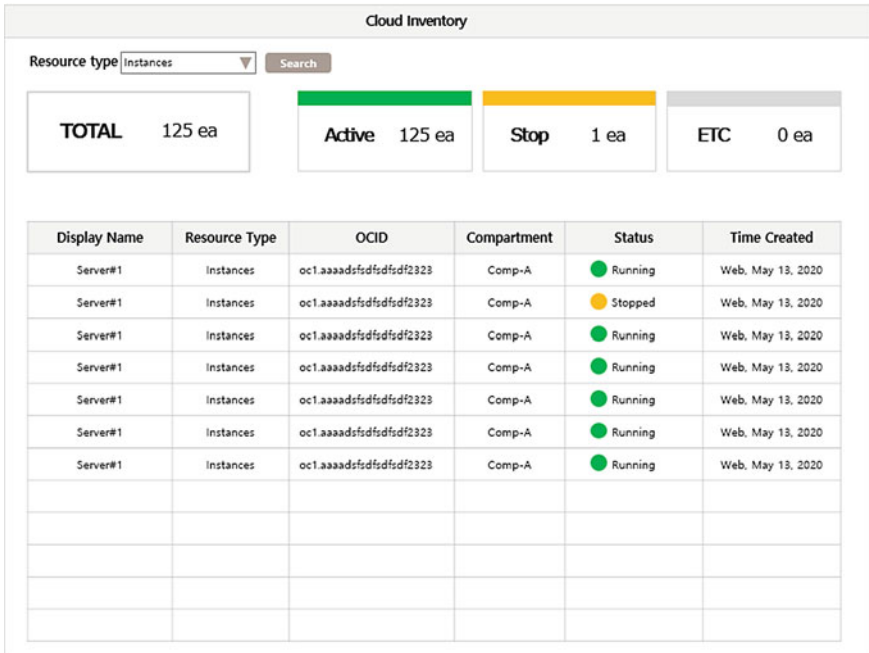 Cloud Inventory
Resource type Instances Search
TOTAL 125 ea Active 125 ea Stop 1 ea ETC 0 ea
Display Name Resource Type OCID Compartment Status Time Created
Server#1 Instances oc1.aaaadsfsdfsdfsdf2323 Comp-A Running Web, May 13, 2020
Server#1 Instances oc1.aaaadsfsdfsdfsdf2323 Comp-A Stopped Web, May 13, 2020
Server#1 Instances oc1.aaaadsfsdfsdfsdf2323 Comp-A Running Web, May 13, 2020
Server#1 Instances oc1.aaaadsfsdfsdfsdf2323 Comp-A Running Web, May 13, 2020
Server#1 Instances oc1.aaaadsfsdfsdfsdf2323 Comp-A Running Web, May 13, 2020
Server#1 Instances oc1.aaaadsfsdfsdfsdf2323 Comp-A Running Web, May 13, 2020
Server#1 Instances oc1.aaaadsfsdfsdfsdf2323 Comp-A Running Web, May 13, 2020